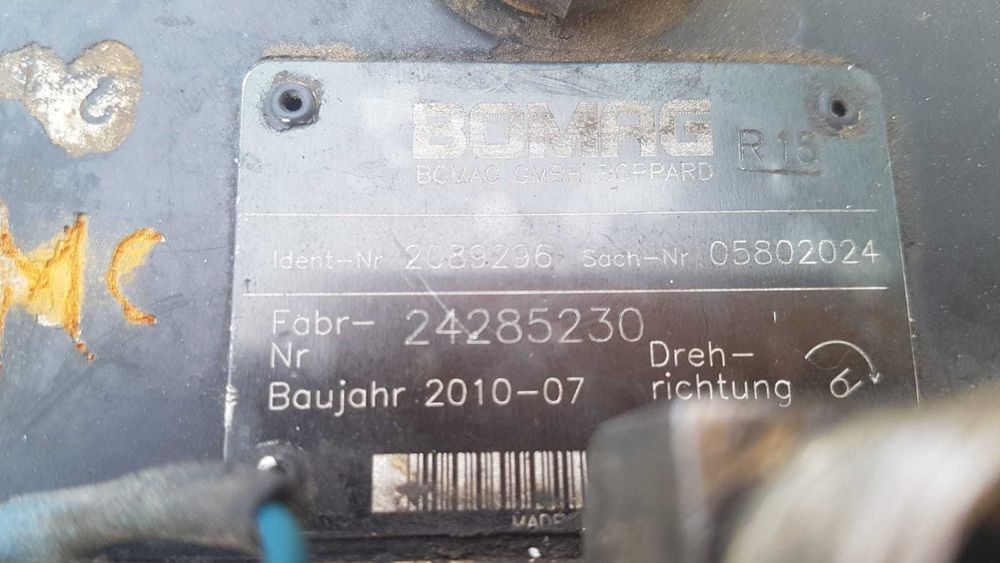 BOMAG
BOMAG GMBH BOPPARD R 15
Ident-Nr 2089296 Sach-Nr 05802024
Fabr-Nr 24285230
Baujahr 2010-07 Dreh-richtung
MADE